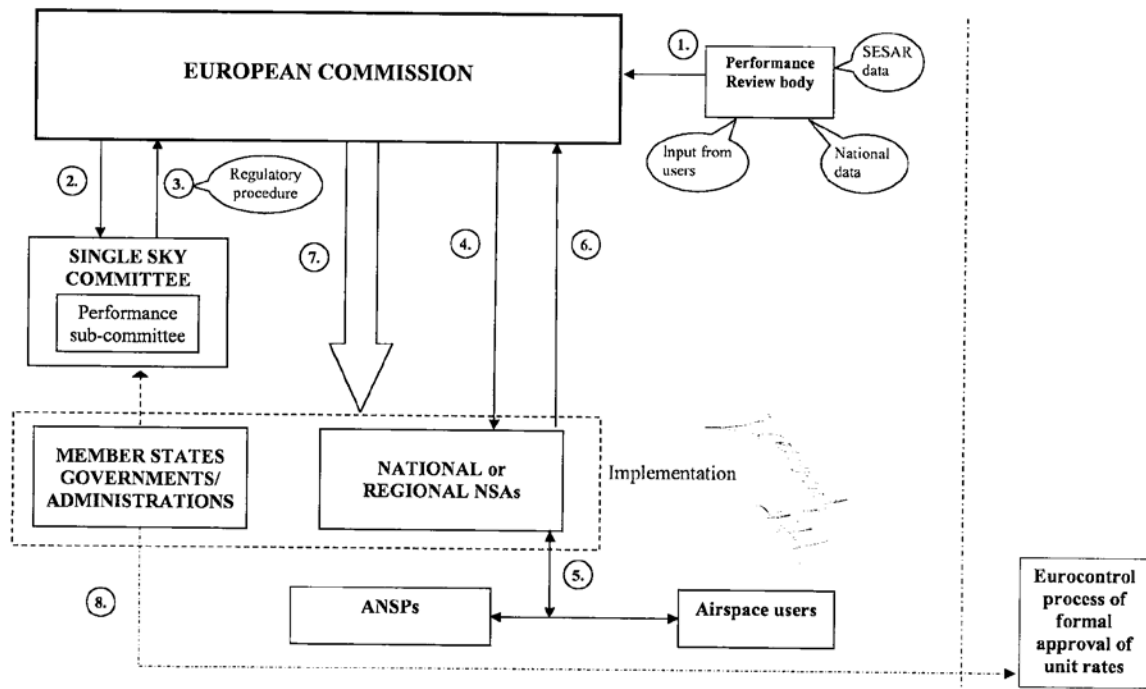 EUROPEAN COMMISSION
1.
Performance
Review body
SESAR
data
Input from
users
National
data
2.
3.
Regulatory
procedure
SINGLE SKY
COMMITTEE
Performance
sub-committee
7.
4.
6.
MEMBER STATES
GOVERNMENTS/
ADMINISTRATIONS
NATIONAL or
REGIONAL NSAs
Implementation
5.
8.
ANSPs
Airspace users
Eurocontrol
process of
formal
approval of
unit rates